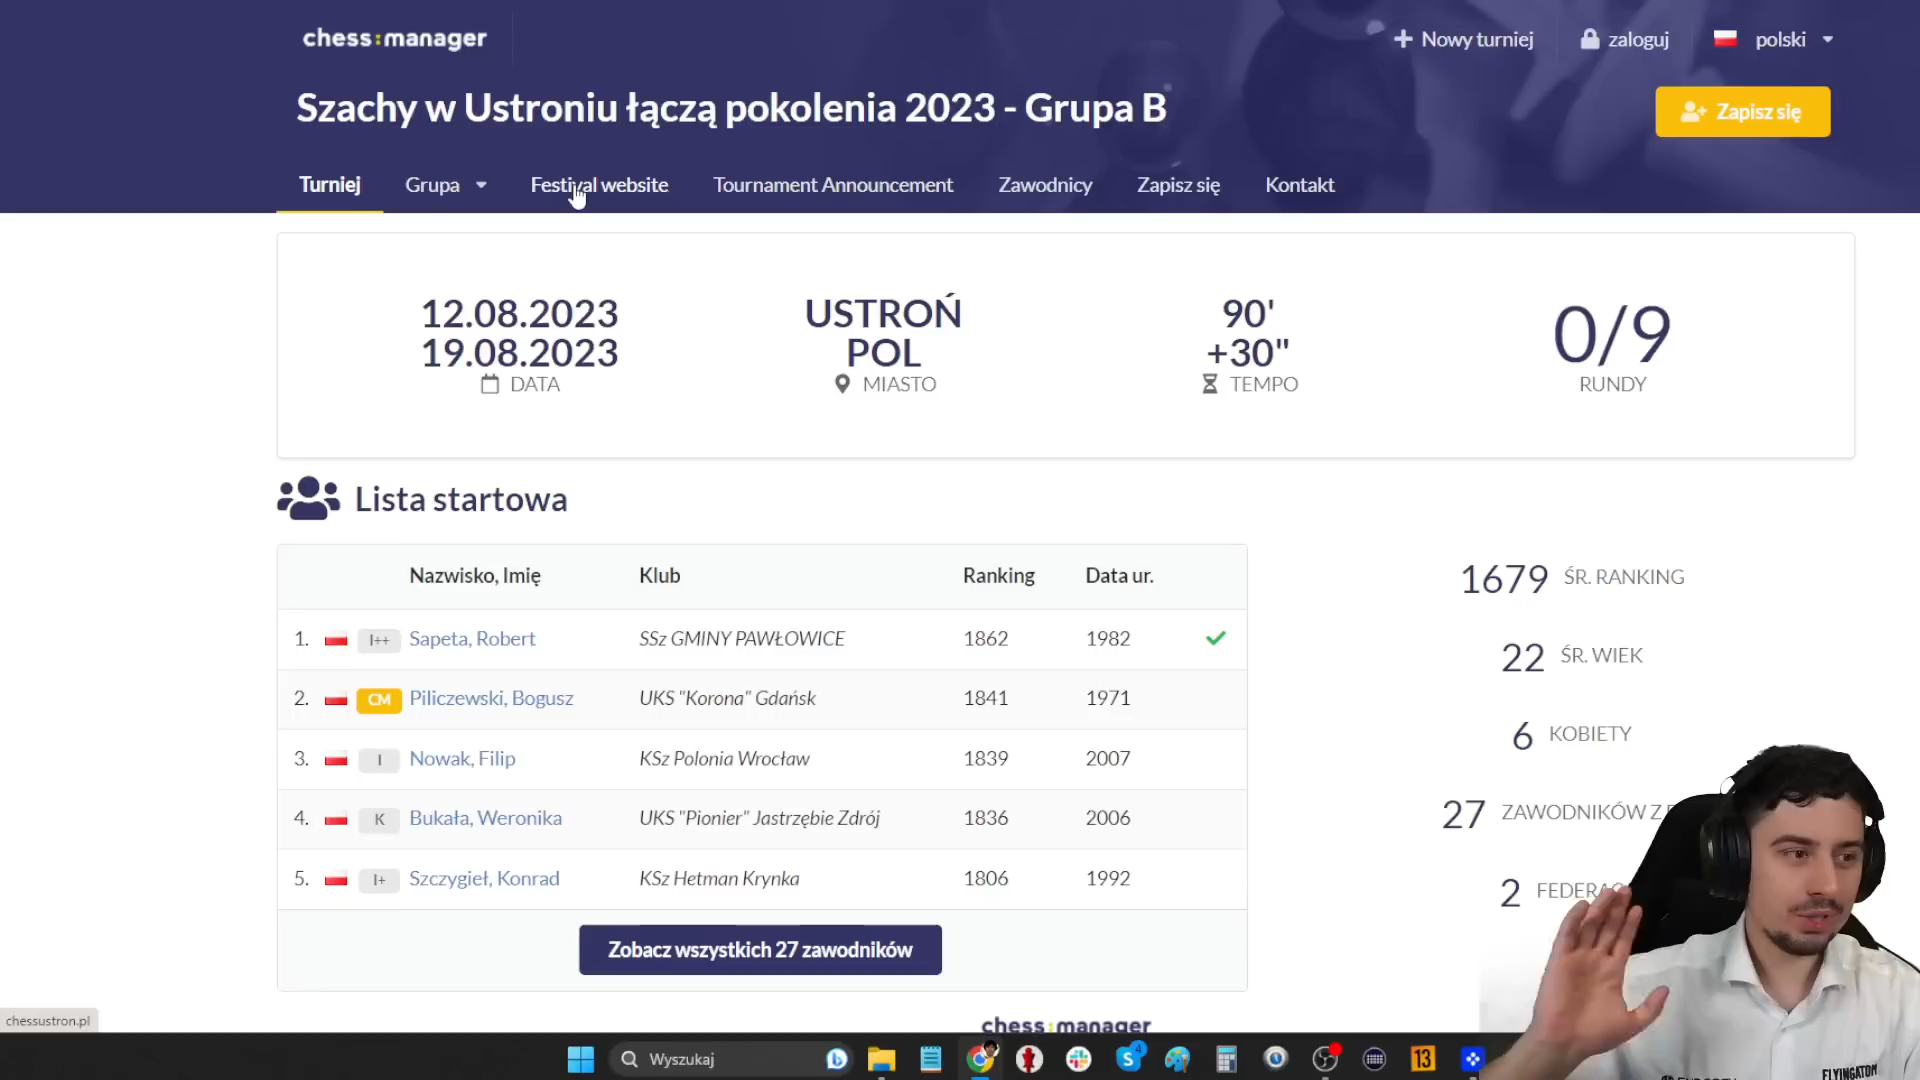 chess:manager
Nowy turniej
zaloguj
polski
Szachy w Ustroniu łączą pokolenia 2023 - Grupa B
Zapisz się
Turniej
Grupa
Festival website
Tournament Announcement
Zawodnicy
Zapisz się
Kontakt
12.08.2023
19.08.2023
DATA
USTROŃ
POL
MIASTO
90'
+30"
TEMPO
0/9
RUNDY
Lista startowa
Nazwisko, Imię Klub Ranking Data ur.
1. I++ Sapeta, Robert SSz GMINY PAWŁOWICE 1862 1982
2. CM Piliczewski, Bogusz UKS "Korona" Gdańsk 1841 1971
3. I Nowak, Filip KSz Polonia Wrocław 1839 2007
4. K Bukała, Weronika UKS "Pionier" Jastrzębie Zdrój 1836 2006
5. I+ Szczygieł, Konrad KSz Hetman Krynka 1806 1992
Zobacz wszystkich 27 zawodników
1679 ŚR. RANKING
22 ŚR. WIEK
6 KOBIETY
27 ZAWODNIKÓW Z
2
chess:manager
chessustron.pl
Wyszukaj
4
13
FLYINGATOM